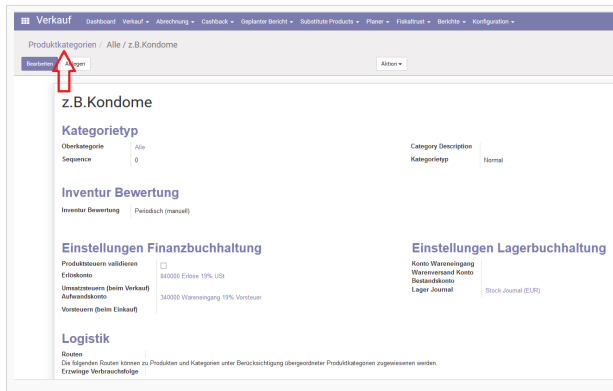 Verkauf Dashboard Verkauf Abrechnung Cashback Geplanter Bericht Substitute Products Planer Fiskaltrust Berichte Konfiguration
Produktkategorien / Alle / z.B.Kondome
Bearbeiten Anlegen Aktion
z.B.Kondome
Kategorietyp
Oberkategorie Alle Category Description
Sequence 0 Kategorietyp Normal
Inventur Bewertung
Inventur Bewertung Periodisch (manuell)
Einstellungen Finanzbuchhaltung Einstellungen Lagerbuchhaltung
Produktsteuern validieren Konto Wareneingang
Erlöskonto 840000 Erlöse 19% USt Warenversand Konto
Bestandskonto
Umsatzsteuern (beim Verkauf) Lager Journal Stock Journal (EUR)
Aufwandskonto 340000 Wareneingang 19% Vorsteuer
Vorsteuern (beim Einkauf)
Logistik
Routen
Die folgenden Routen können zu Produkten und Kategorien unter Berücksichtigung übergeordneter Produktkategorien zugewiesenen werden.
Erzwinge Verbrauchsfolge